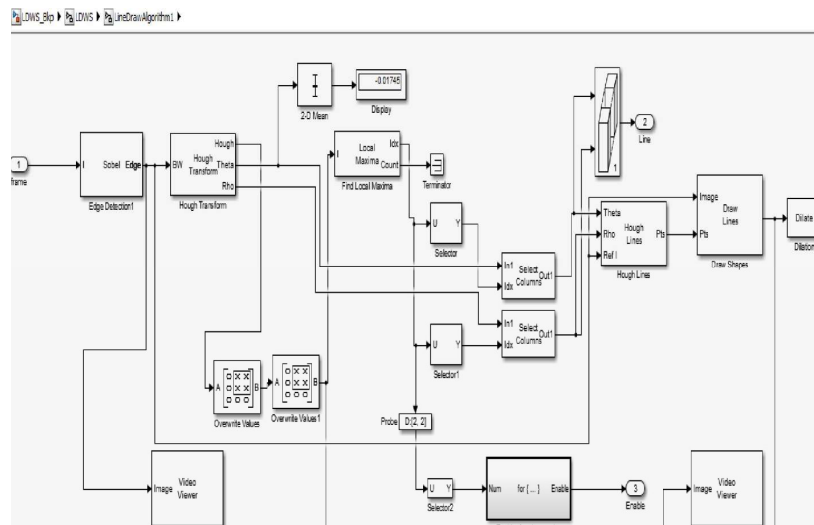 LDWS_Bkp ▶ LDWS ▶ LineDrawAlgorithm1 ▶
1
frame
I Sobel Edge
Edge Detection1
BW Hough Transform Hough Theta Rho
Hough Transform
2-D Mean
-0.01745
Display
I Local Maxima Idx Count
Find Local Maxima
Terminator
U Y
Selector
In1 Idx Select Columns Out1
1
2
Line
Theta Rho Ref I Hough Lines Pts
Hough Lines
Image Pts Draw Lines
Draw Shapes
Dilate
Dilation
In1 Idx Select Columns Out1
U Y
Selector1
A B
Overwrite Values
A B
Overwrite Values1
Probe D:[2, 2]
Image Video Viewer
U Y
Selector2
Num for { ... } Enable
3
Enable
Image Video Viewer